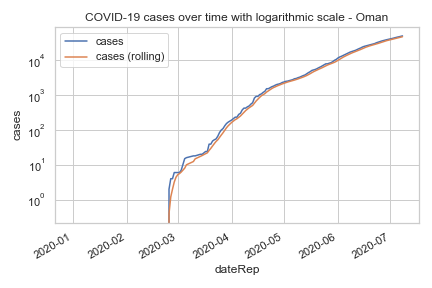 COVID-19 cases over time with logarithmic scale - Oman
cases
cases (rolling)
10⁴
10³
10²
10¹
10⁰
cases
2020-01
2020-02
2020-03
2020-04
2020-05
2020-06
2020-07
dateRep